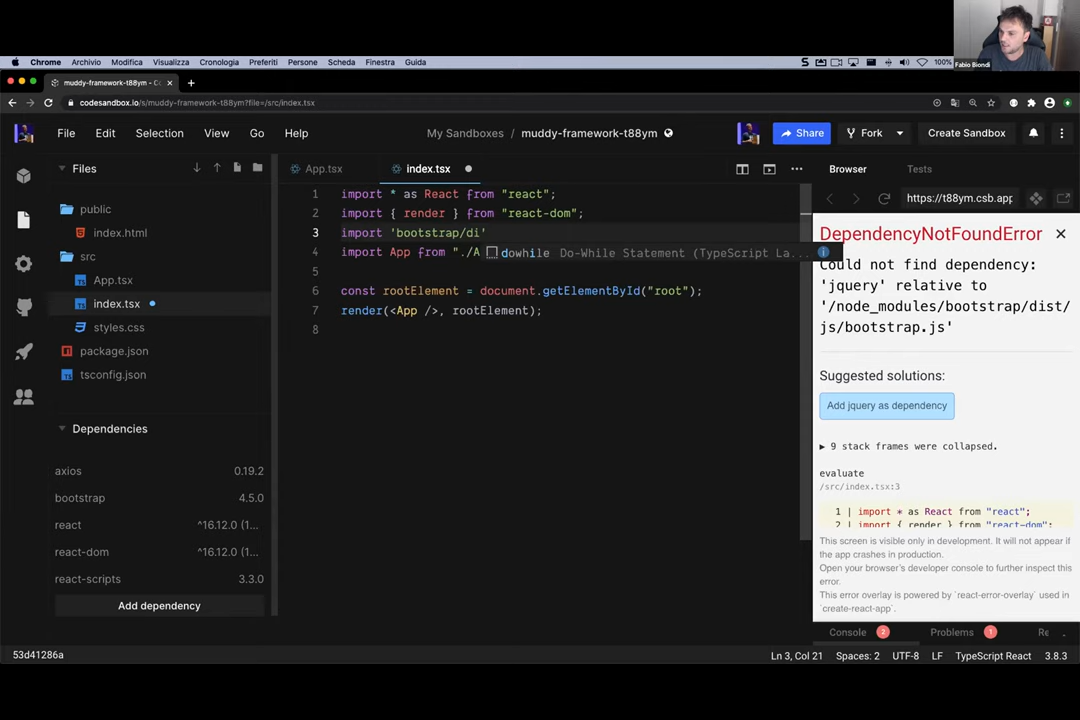 Fabio Biondi
Chrome Archivio Modifica Visualizza Cronologia Preferiti Persone Scheda Finestra Guida 100%
muddy-framework-t88ym - Co
codesandbox.io/s/muddy-framework-t88ym?file=/src/index.tsx
File Edit Selection View Go Help My Sandboxes / muddy-framework-t88ym Share Fork Create Sandbox
Files
App.tsx index.tsx
Browser Tests
https://t88ym.csb.app
public
index.html
src
App.tsx
index.tsx
styles.css
package.json
tsconfig.json
Dependencies
axios 0.19.2
bootstrap 4.5.0
react ^16.12.0 (1...
react-dom ^16.12.0 (1...
react-scripts 3.3.0
Add dependency
1 import * as React from "react";
2 import { render } from "react-dom";
3 import 'bootstrap/di'
4 import App from "./A
dowhile Do-While Statement (TypeScript La...
5
6 const rootElement = document.getElementById("root");
7 render(<App />, rootElement);
8
DependencyNotFoundError
Could not find dependency:
'jquery' relative to
'/node_modules/bootstrap/dist/
js/bootstrap.js'
Suggested solutions:
Add jquery as dependency
▶ 9 stack frames were collapsed.
evaluate
/src/index.tsx:3
1 | import * as React from "react";
2 | import { render } from "react-dom";
This screen is visible only in development. It will not appear if
the app crashes in production.
Open your browser's developer console to further inspect this
error.
This error overlay is powered by `react-error-overlay` used in
`create-react-app`.
Console 2 Problems 1 Re
53d41286a
Ln 3, Col 21 Spaces: 2 UTF-8 LF TypeScript React 3.8.3